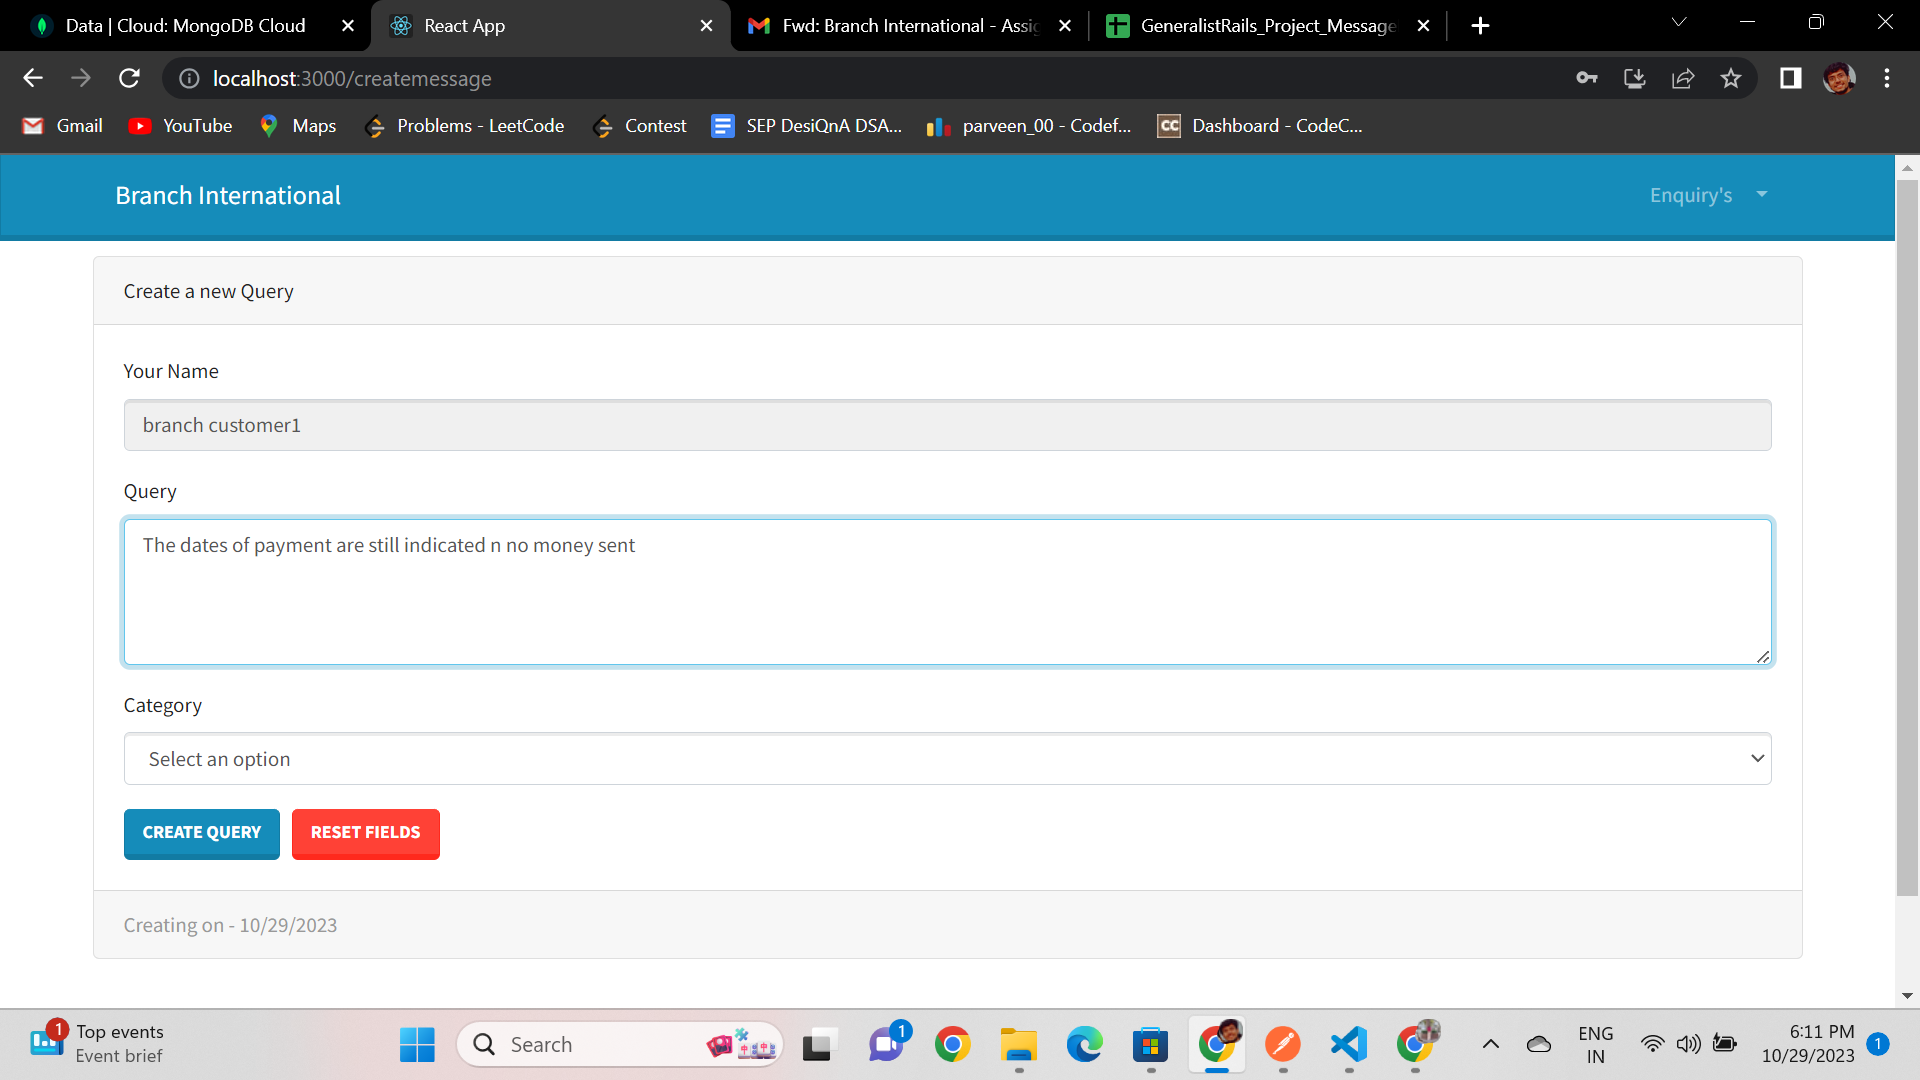 Data | Cloud: MongoDB Cloud
React App
Fwd: Branch International - Assig
GeneralistRails_Project_Message
localhost:3000/createmessage
Gmail
YouTube
Maps
Problems - LeetCode
Contest
SEP DesiQnA DSA...
parveen_00 - Codef...
CC
Dashboard - CodeC...
Branch International
Enquiry's
Create a new Query
Your Name
branch customer1
Query
The dates of payment are still indicated n no money sent
Category
Select an option
CREATE QUERY
RESET FIELDS
Creating on - 10/29/2023
1
Top events
Event brief
Search
1
ENG
IN
6:11 PM
10/29/2023
1